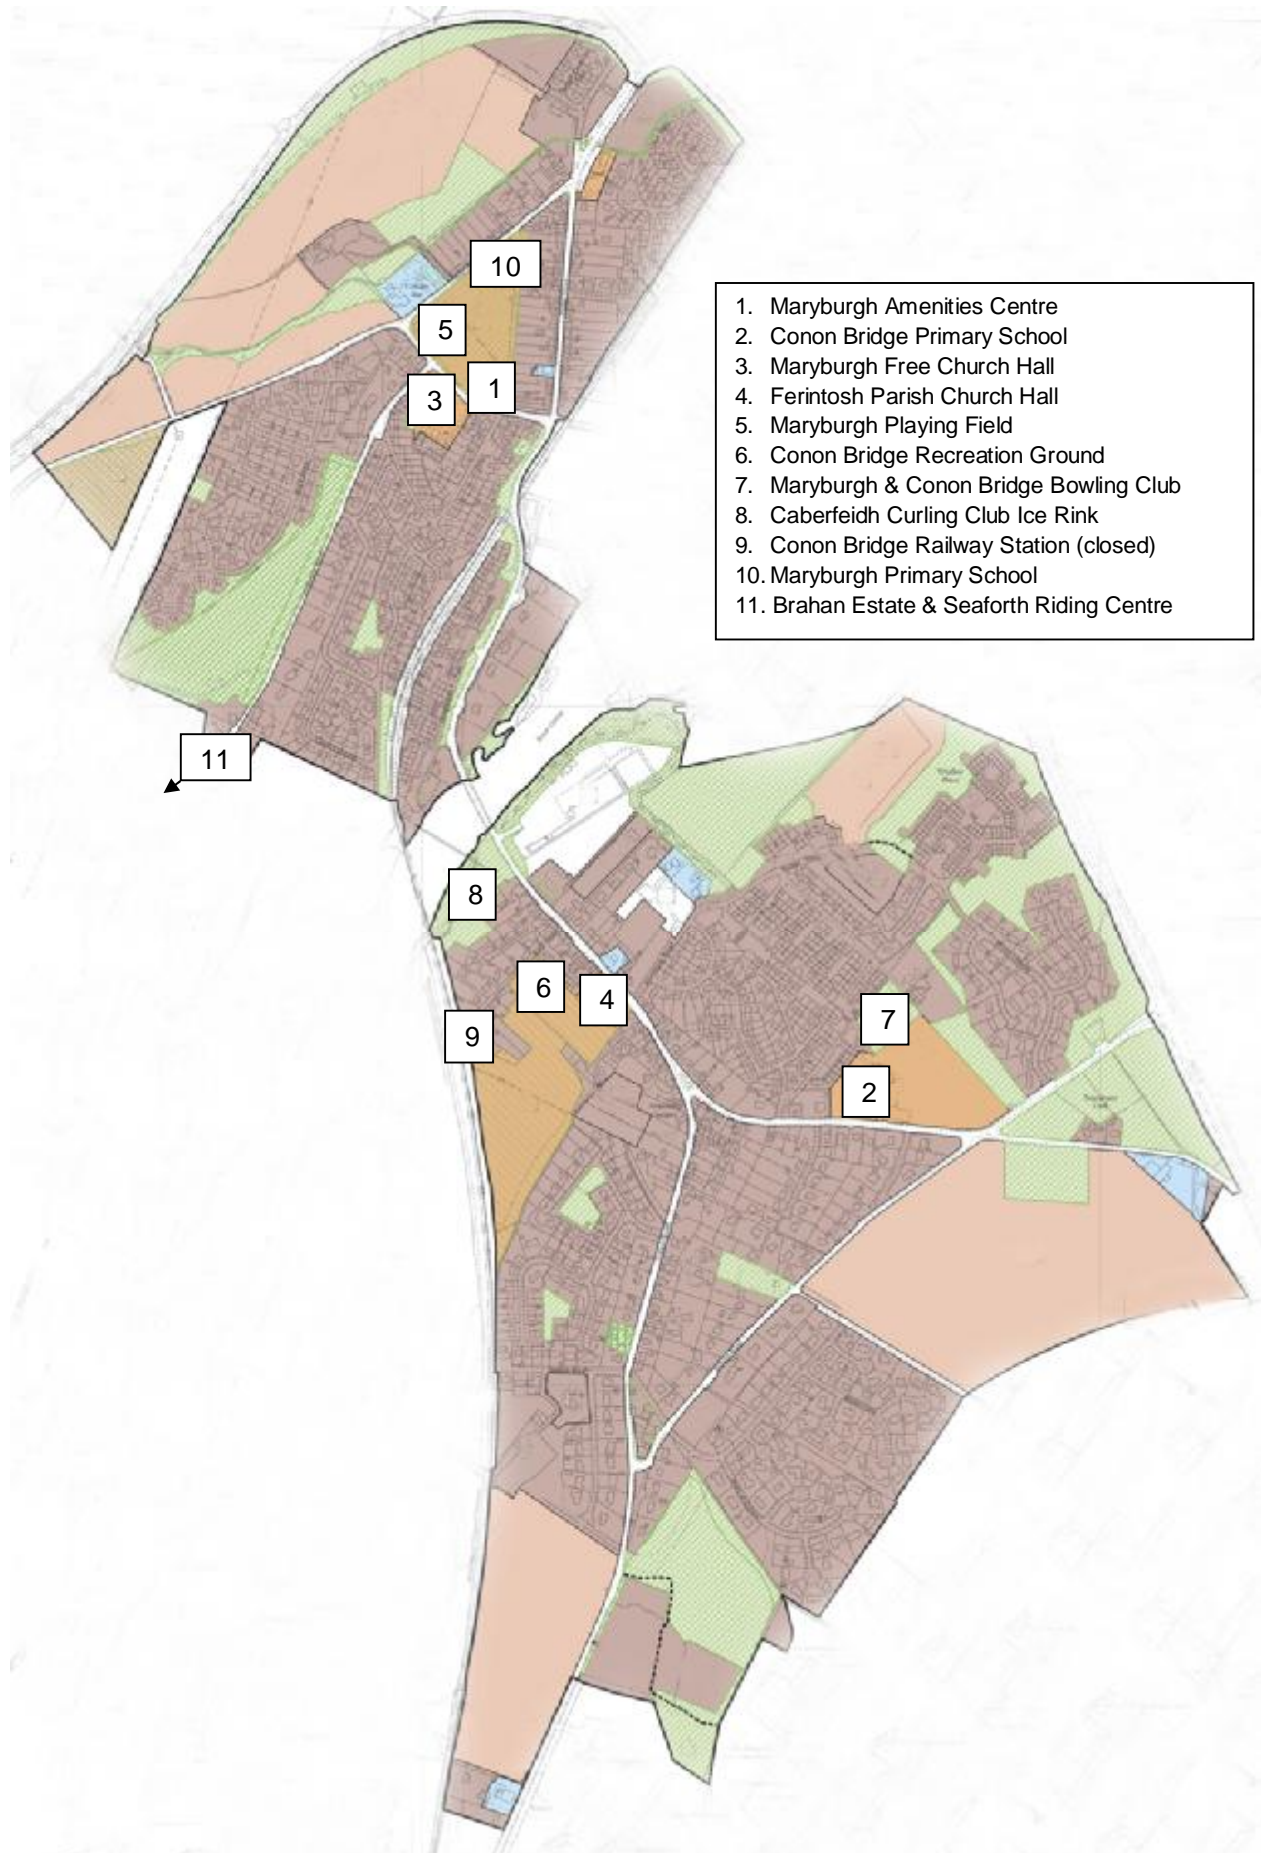 10
5
1
3
1. Maryburgh Amenities Centre
2. Conon Bridge Primary School
3. Maryburgh Free Church Hall
4. Ferintosh Parish Church Hall
5. Maryburgh Playing Field
6. Conon Bridge Recreation Ground
7. Maryburgh & Conon Bridge Bowling Club
8. Caberfeidh Curling Club Ice Rink
9. Conon Bridge Railway Station (closed)
10. Maryburgh Primary School
11. Brahan Estate & Seaforth Riding Centre
11
8
6
4
7
9
2